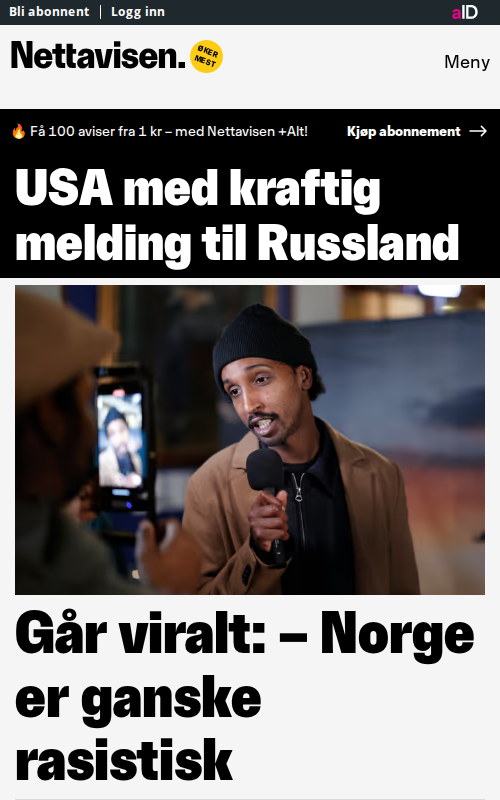 Bli abonnent | Logg inn
aID
Nettavisen.
ØKER
MEST
Meny
🔥 Få 100 aviser fra 1 kr – med Nettavisen +Alt!
Kjøp abonnement →
USA med kraftig
melding til Russland
Går viralt: – Norge
er ganske
rasistisk